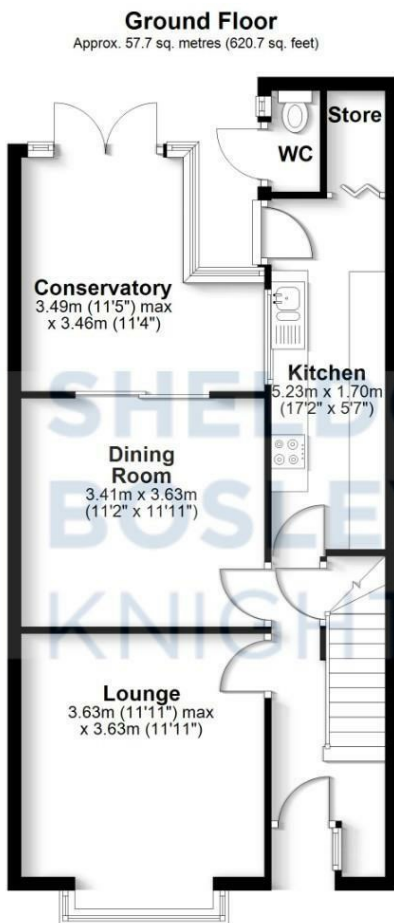 Ground Floor
Approx. 57.7 sq. metres (620.7 sq. feet)
Store
WC
Conservatory
3.49m (11'5") max
x 3.46m (11'4")
Kitchen
5.23m x 1.70m
(17'2" x 5'7")
Dining
Room
3.41m x 3.63m
(11'2" x 11'11")
Lounge
3.63m (11'11") max
x 3.63m (11'11")
BOSLE
KNIGHT